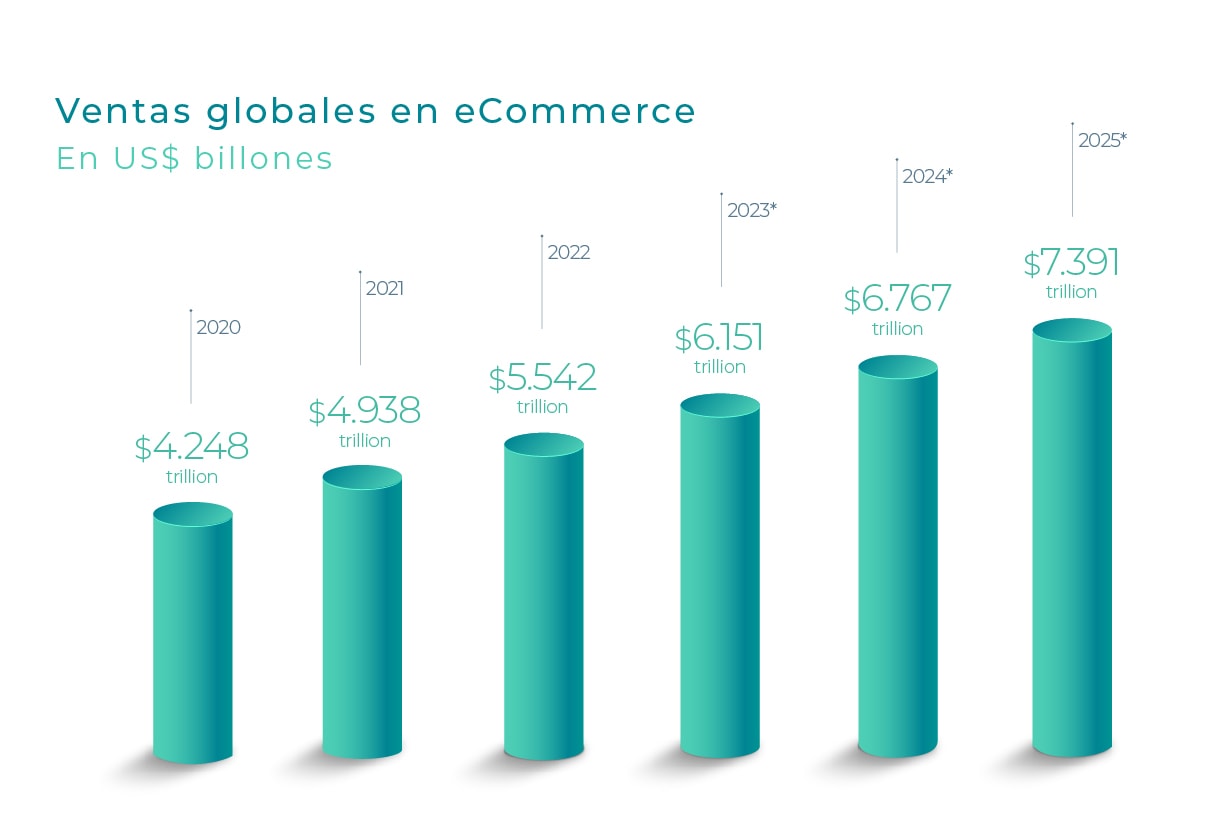 Ventas globales en eCommerce
En US$ billones
2020
$4.248
trillion
2021
$4.938
trillion
2022
$5.542
trillion
2023*
$6.151
trillion
2024*
$6.767
trillion
2025*
$7.391
trillion